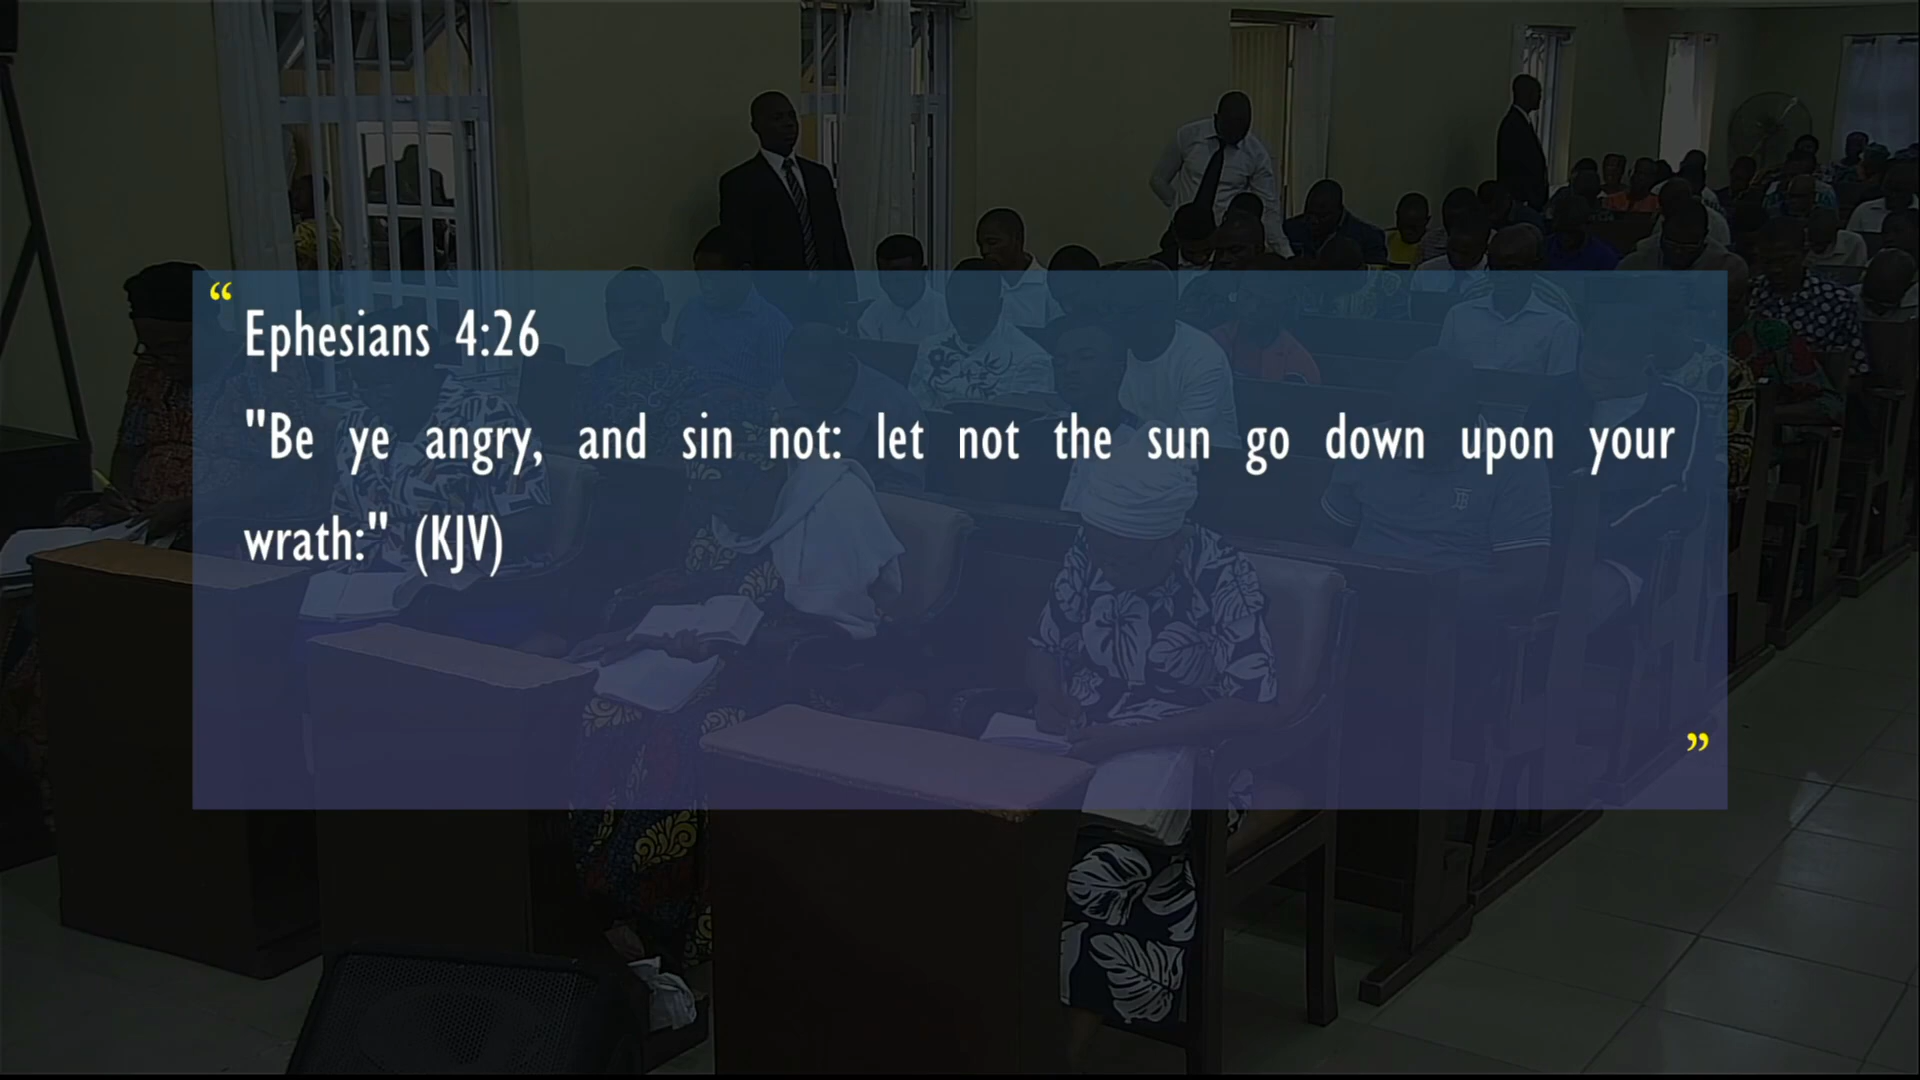 “
Ephesians 4:26
"Be ye angry, and sin not: let not the sun go down upon your
wrath:" (KJV)
”